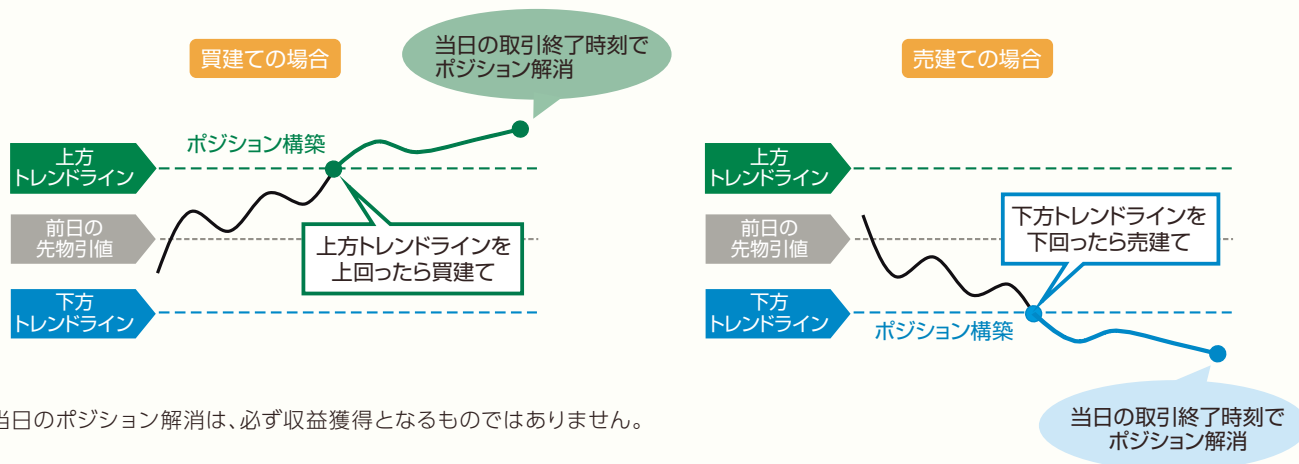 買建ての場合
当日の取引終了時刻で
ポジション解消
上方
トレンドライン
ポジション構築
前日の
先物引値
上方トレンドラインを
上回ったら買建て
下方
トレンドライン
売建ての場合
上方
トレンドライン
前日の
先物引値
下方トレンドラインを
下回ったら売建て
下方
トレンドライン
ポジション構築
当日の取引終了時刻で
ポジション解消
当日のポジション解消は、必ず収益獲得となるものではありません。